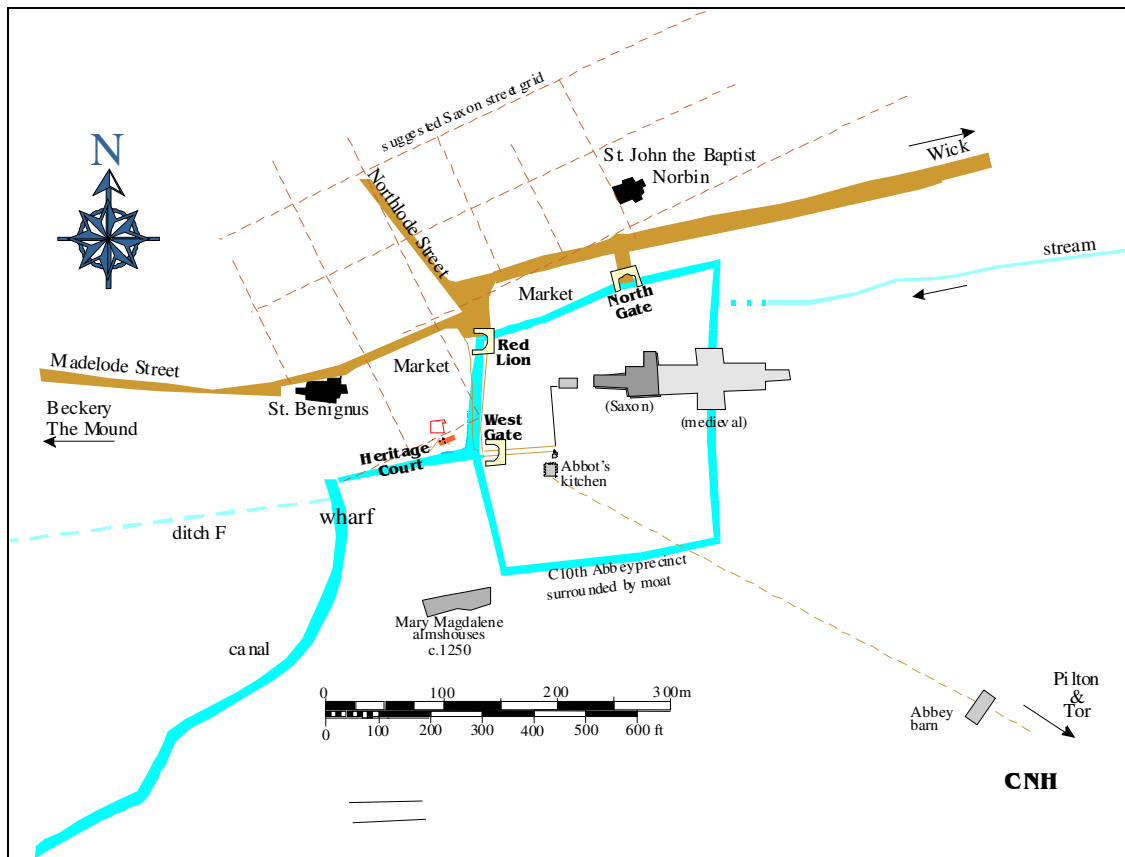 suggested Saxon street grid
N
St. John the Baptist
Norbin
Wick
Northlode Street
stream
Market
North
Gate
Red
Lion
Madelode Street
Market
St. Benignus
Beckery
The Mound
(Saxon)
(medieval)
West
Gate
Heritage
Court
Abbot's
kitchen
wharf
ditch F
C10th Abbey precinct
surrounded by moat
Mary Magdalene
almshouses
c.1250
canal
0 100 200 300m
0 100 200 300 400 500 600 ft
Pilton
&
Tor
Abbey
barn
CNH